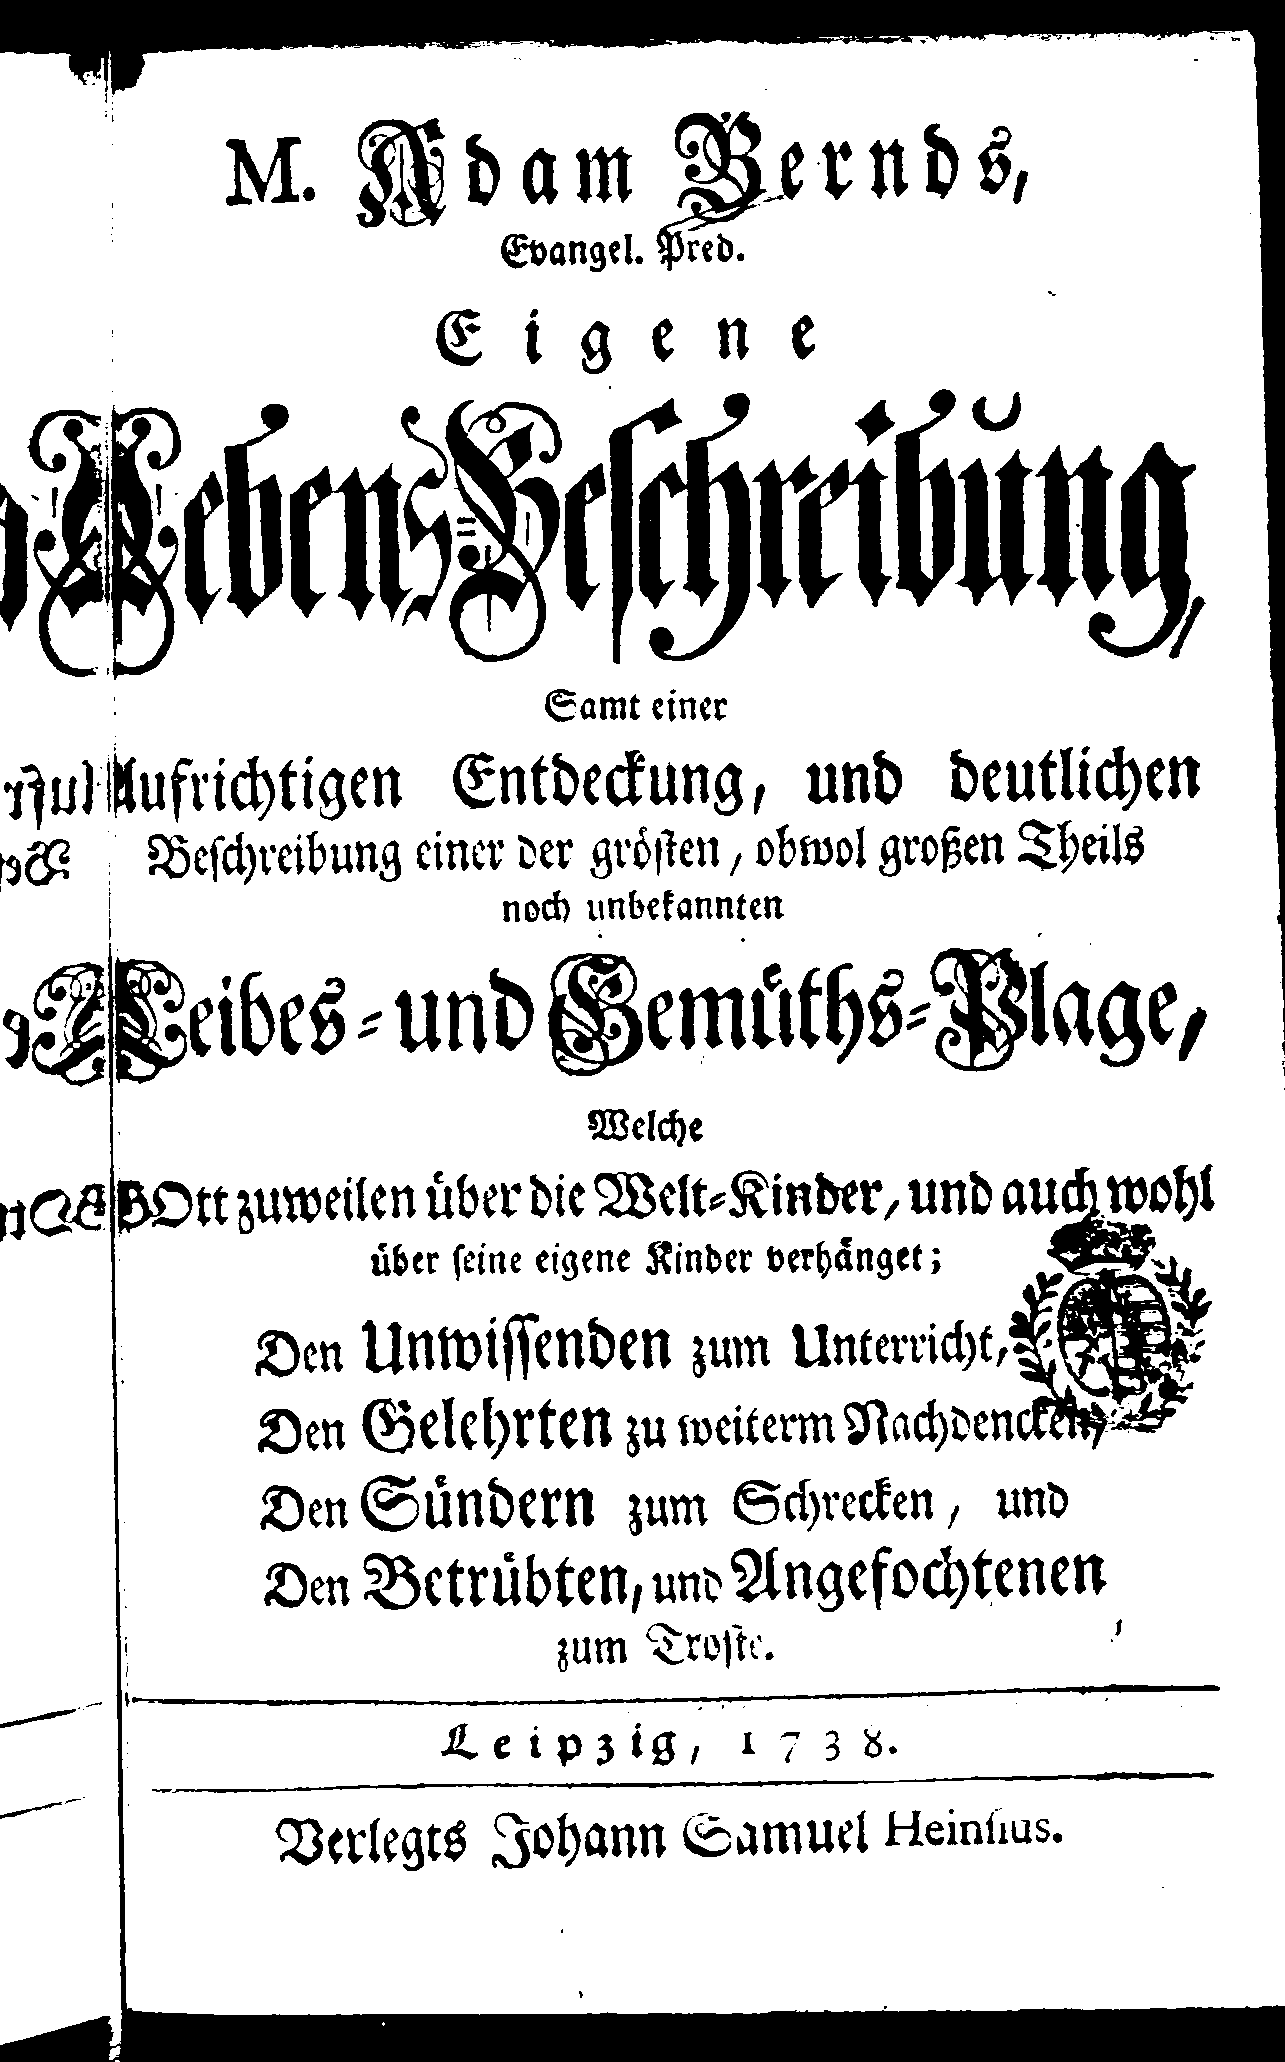 M. Adam Bernds,
Evangel. Pred.
Eigene
Lebens-Beschreibung,
Samt einer
Aufrichtigen Entdeckung, und deutlichen
Beschreibung einer der grösten, obwol großen Theils
noch unbekannten
Leibes- und Gemüths-Plage,
Welche
GOtt zuweilen über die Welt-Kinder, und auch wohl
über seine eigene Kinder verhänget;
Den Unwissenden zum Unterricht,
Den Gelehrten zu weiterm Nachdencken,
Den Sündern zum Schrecken, und
Den Betrübten, und Angefochtenen
zum Troste.
Leipzig, 1738.
Verlegts Johann Samuel Heinsius.